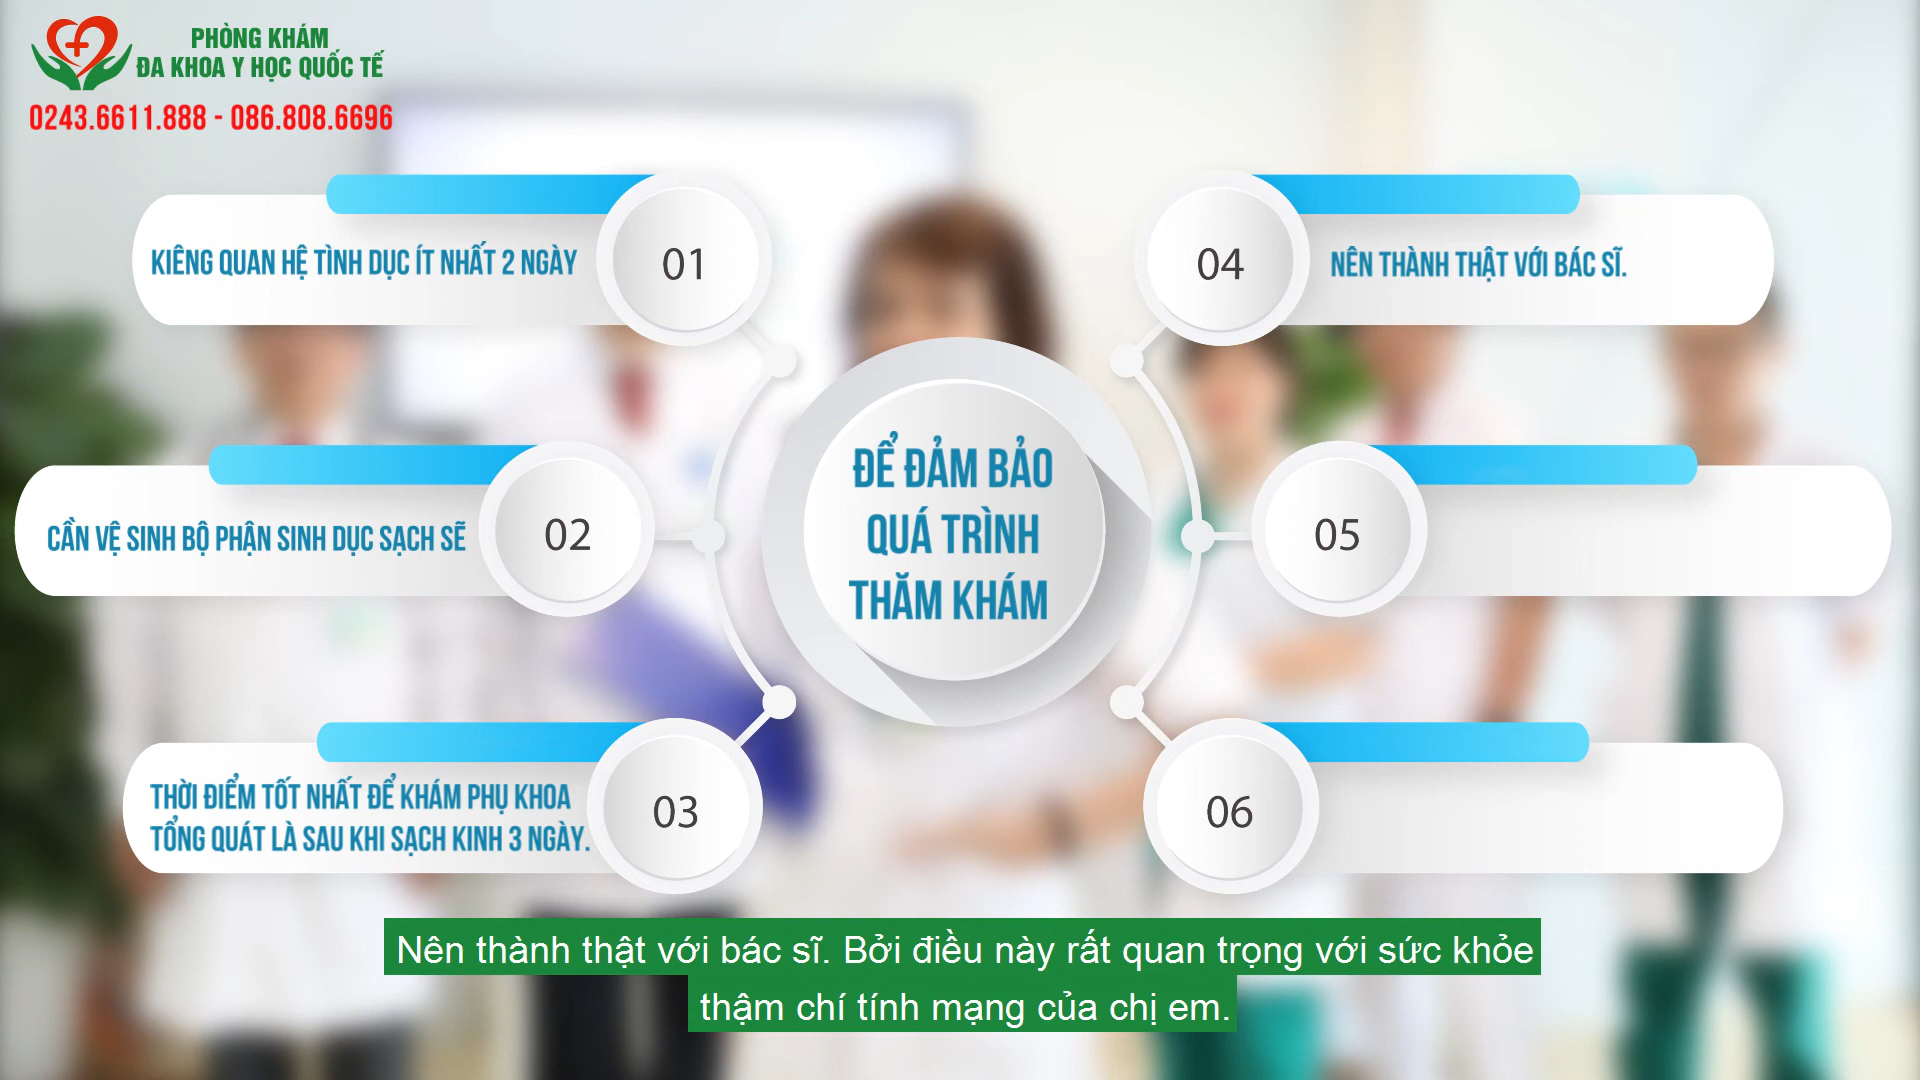 PHÒNG KHÁM
ĐA KHOA Y HỌC QUỐC TẾ
0243.6611.888 - 086.808.6696
KIÊNG QUAN HỆ TÌNH DỤC ÍT NHẤT 2 NGÀY
01
CẦN VỆ SINH BỘ PHẬN SINH DỤC SẠCH SẼ
02
THỜI ĐIỂM TỐT NHẤT ĐỂ KHÁM PHỤ KHOA
TỔNG QUÁT LÀ SAU KHI SẠCH KINH 3 NGÀY.
03
ĐỂ ĐẢM BẢO
QUÁ TRÌNH
THĂM KHÁM
04
NÊN THÀNH THẬT VỚI BÁC SĨ.
05
06
Nên thành thật với bác sĩ. Bởi điều này rất quan trọng với sức khỏe
thậm chí tính mạng của chị em.